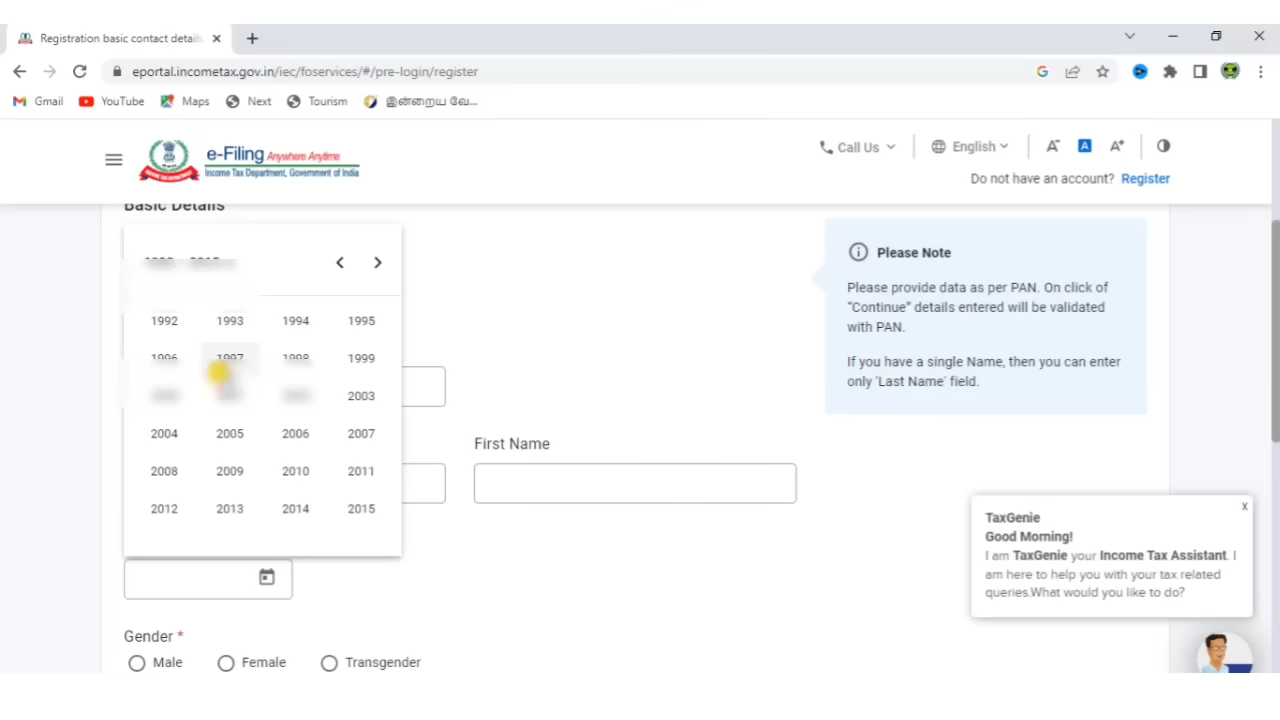 Registration basic contact details
eportal.incometax.gov.in/iec/foservices/#/pre-login/register
Gmail YouTube Maps Next Tourism இன்றைய வே...
e-Filing Anywhere Anytime
Income Tax Department, Government of India
Call Us English A- A A+
Do not have an account? Register
Basic Details
1992 1993 1994 1995
1996 1997 1998 1999
2003
2004 2005 2006 2007
2008 2009 2010 2011
2012 2013 2014 2015
Please Note
Please provide data as per PAN. On click of
"Continue" details entered will be validated
with PAN.
If you have a single Name, then you can enter
only 'Last Name' field.
First Name
Gender *
Male Female Transgender
TaxGenie x
Good Morning!
I am TaxGenie your Income Tax Assistant. I
am here to help you with your tax related
queries.What would you like to do?